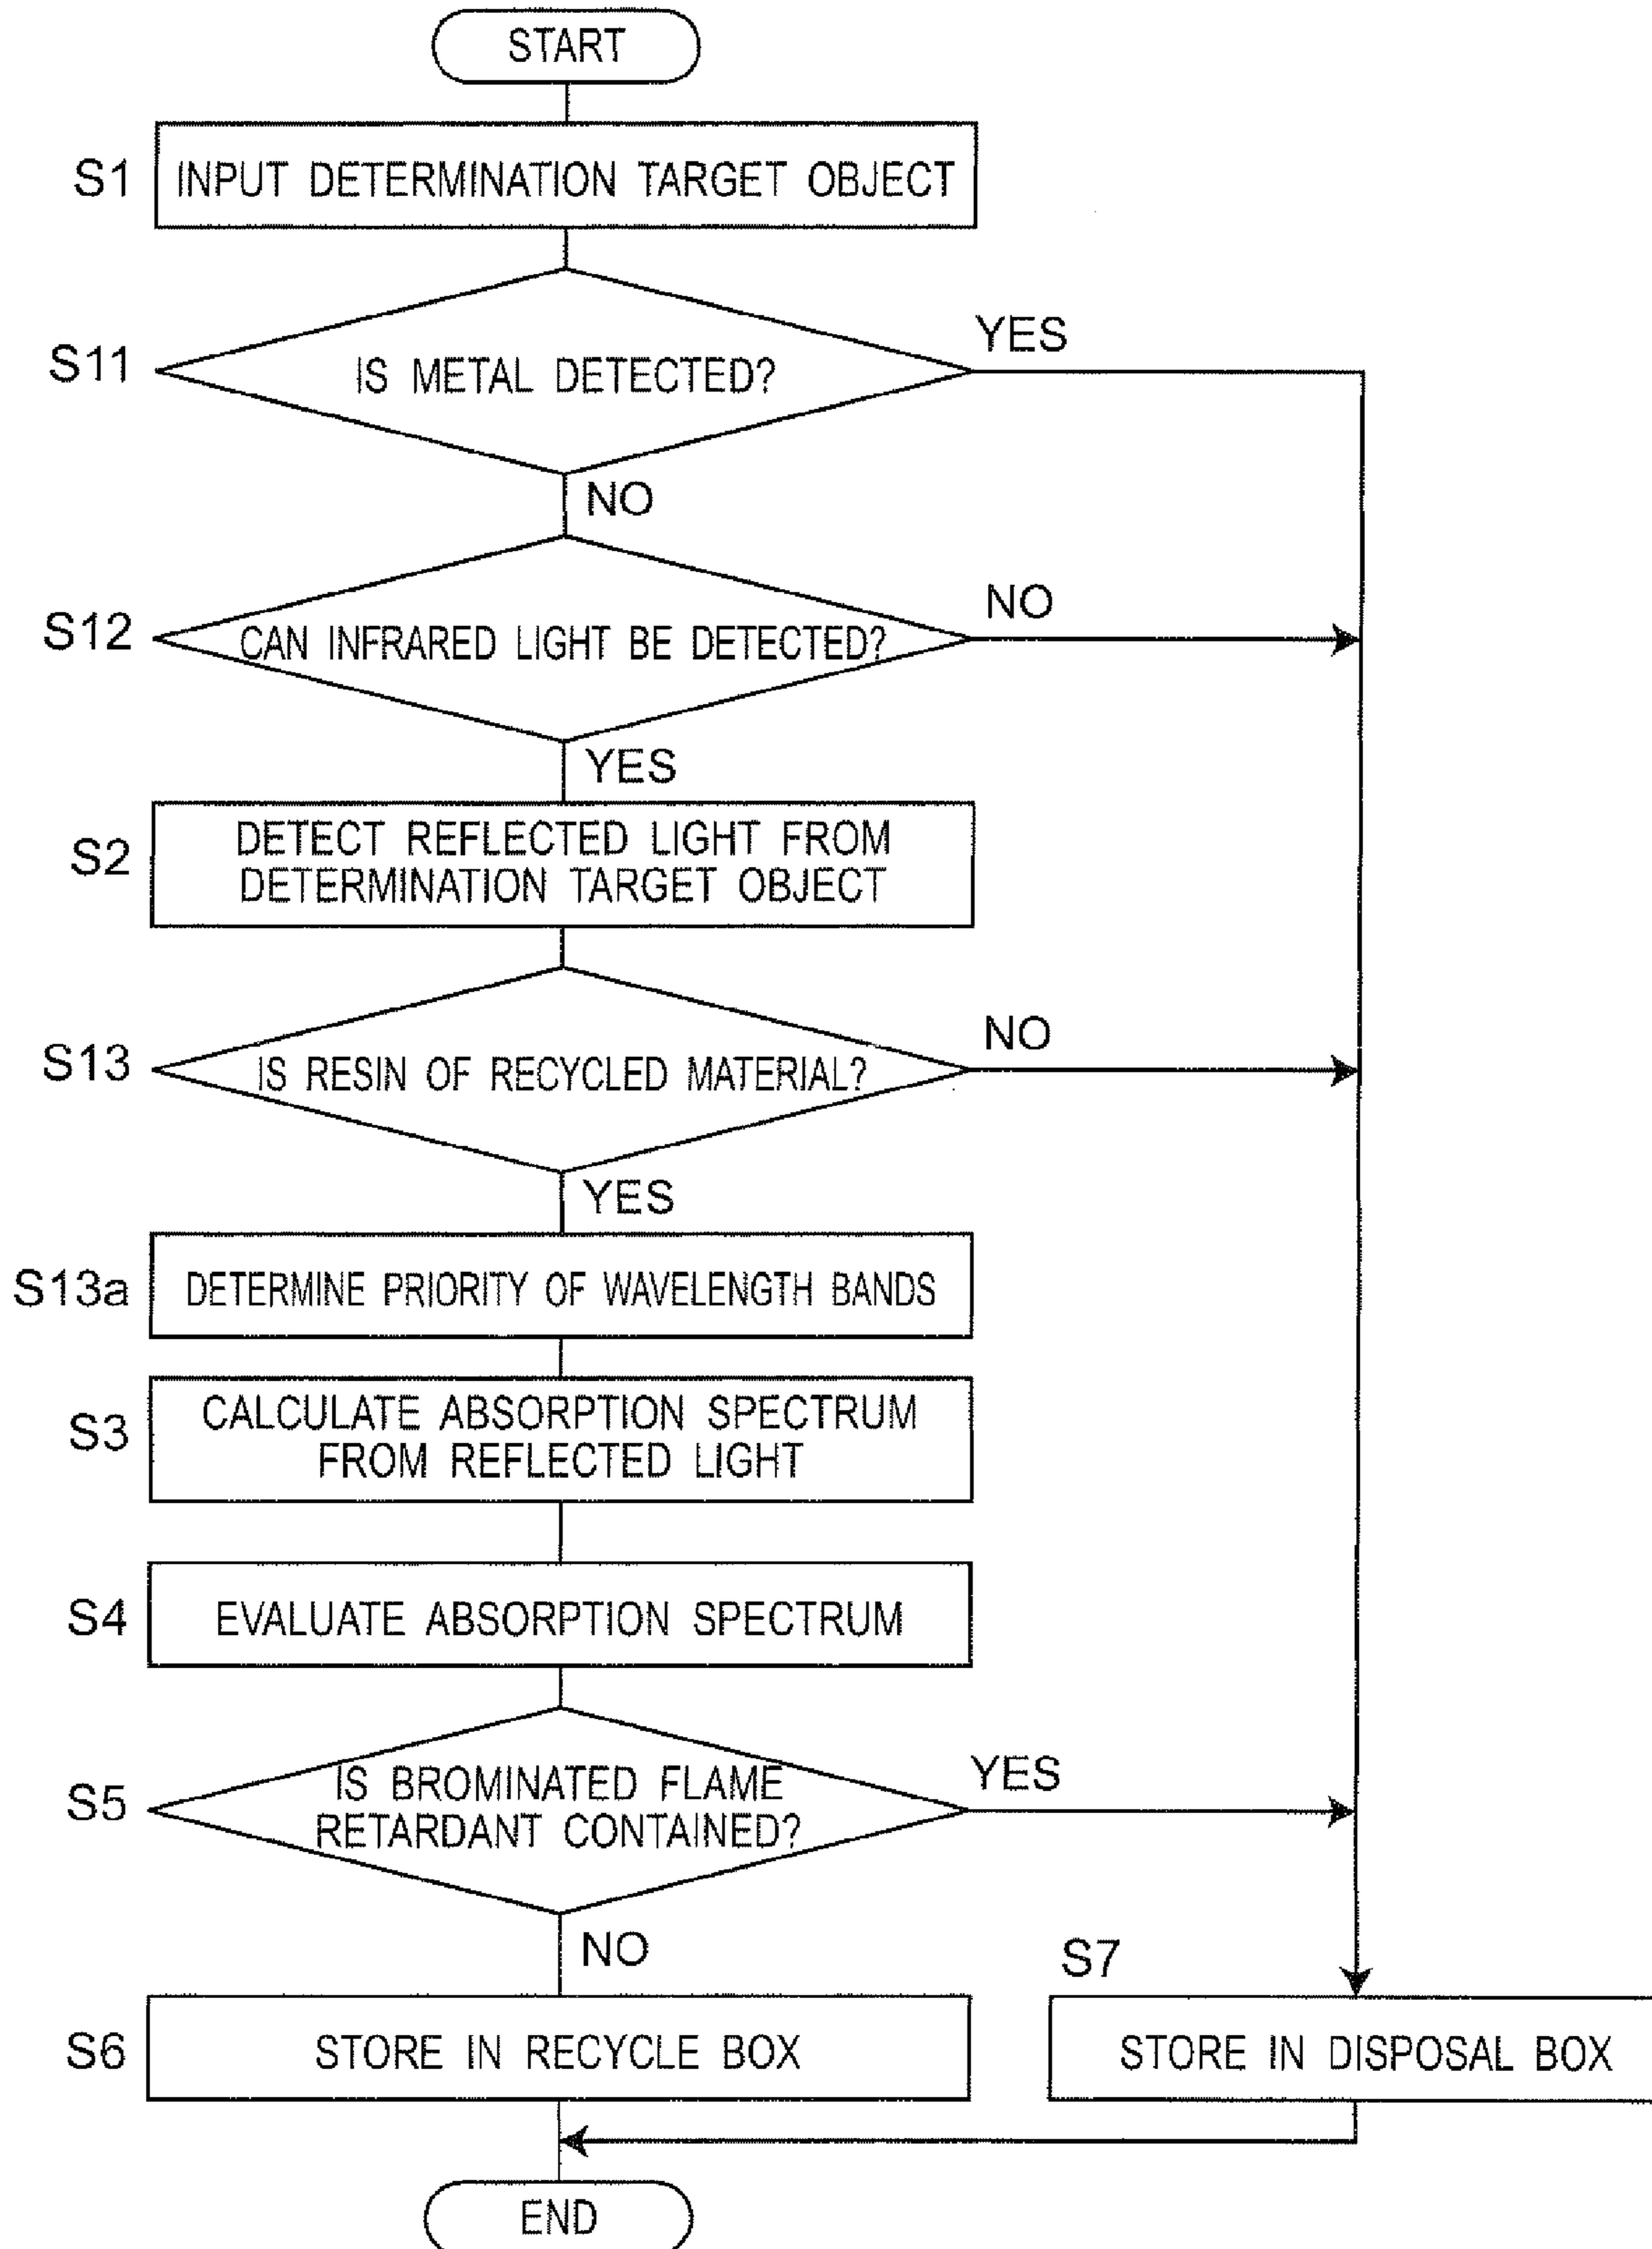 START
S1
INPUT DETERMINATION TARGET OBJECT
S11
IS METAL DETECTED?
YES
NO
S12
CAN INFRARED LIGHT BE DETECTED?
NO
YES
S2
DETECT REFLECTED LIGHT FROM
DETERMINATION TARGET OBJECT
S13
IS RESIN OF RECYCLED MATERIAL?
NO
YES
S13a
DETERMINE PRIORITY OF WAVELENGTH BANDS
S3
CALCULATE ABSORPTION SPECTRUM
FROM REFLECTED LIGHT
S4
EVALUATE ABSORPTION SPECTRUM
S5
IS BROMINATED FLAME
RETARDANT CONTAINED?
YES
NO
S6
STORE IN RECYCLE BOX
S7
STORE IN DISPOSAL BOX
END